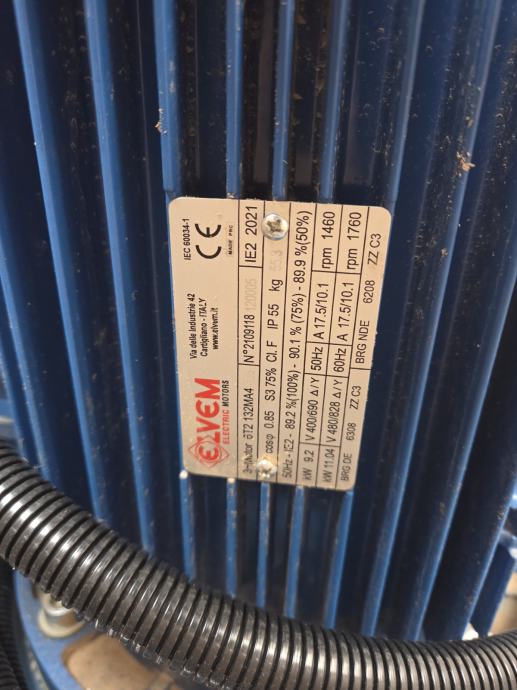 ELVEM
ELECTRIC MOTORS
Via delle Industrie 42
Cartigliano - ITALY
www.elvem.it
IEC 60034-1
CE
MADE PRC
3~Motor 6T2 132MA4 N°2109118 120005 IE2 2021
cosφ 0.85 S3 75% Cl. F IP 55 kg 55.3
50Hz - IE2 - 89.2 %(100%) - 90.1 % (75%) - 89.9 %(50%)
kW 9.2 V 400/690 Δ/Y 50Hz A 17.5/10.1 rpm 1460
kW 11.04 V 480/828 Δ/Y 60Hz A 17.5/10.1 rpm 1760
BRG DE 6308 ZZ C3 BRG NDE 6208 ZZ C3